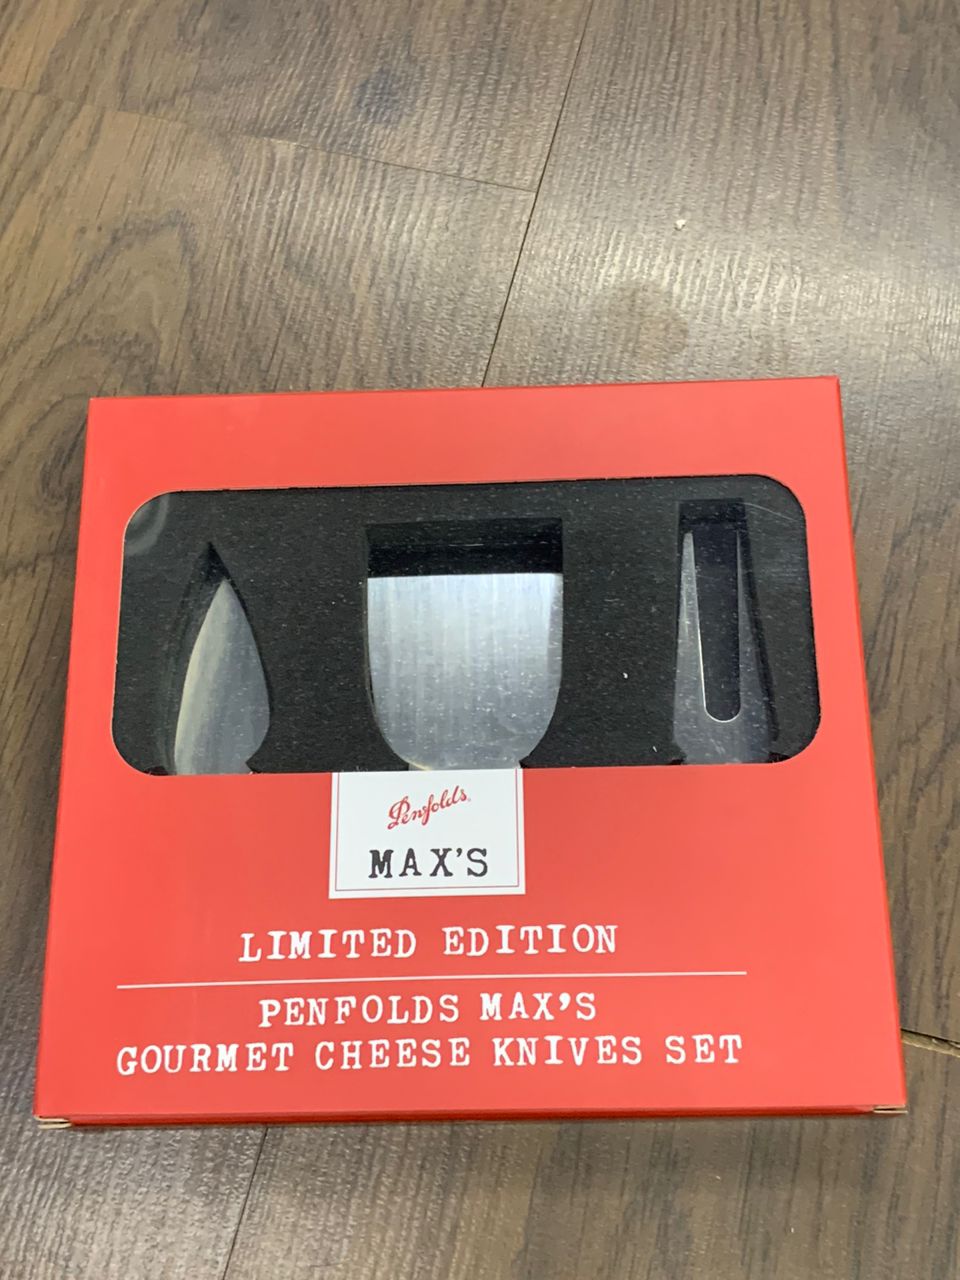 Penfolds
MAX'S
LIMITED EDITION
PENFOLDS MAX'S
GOURMET CHEESE KNIVES SET